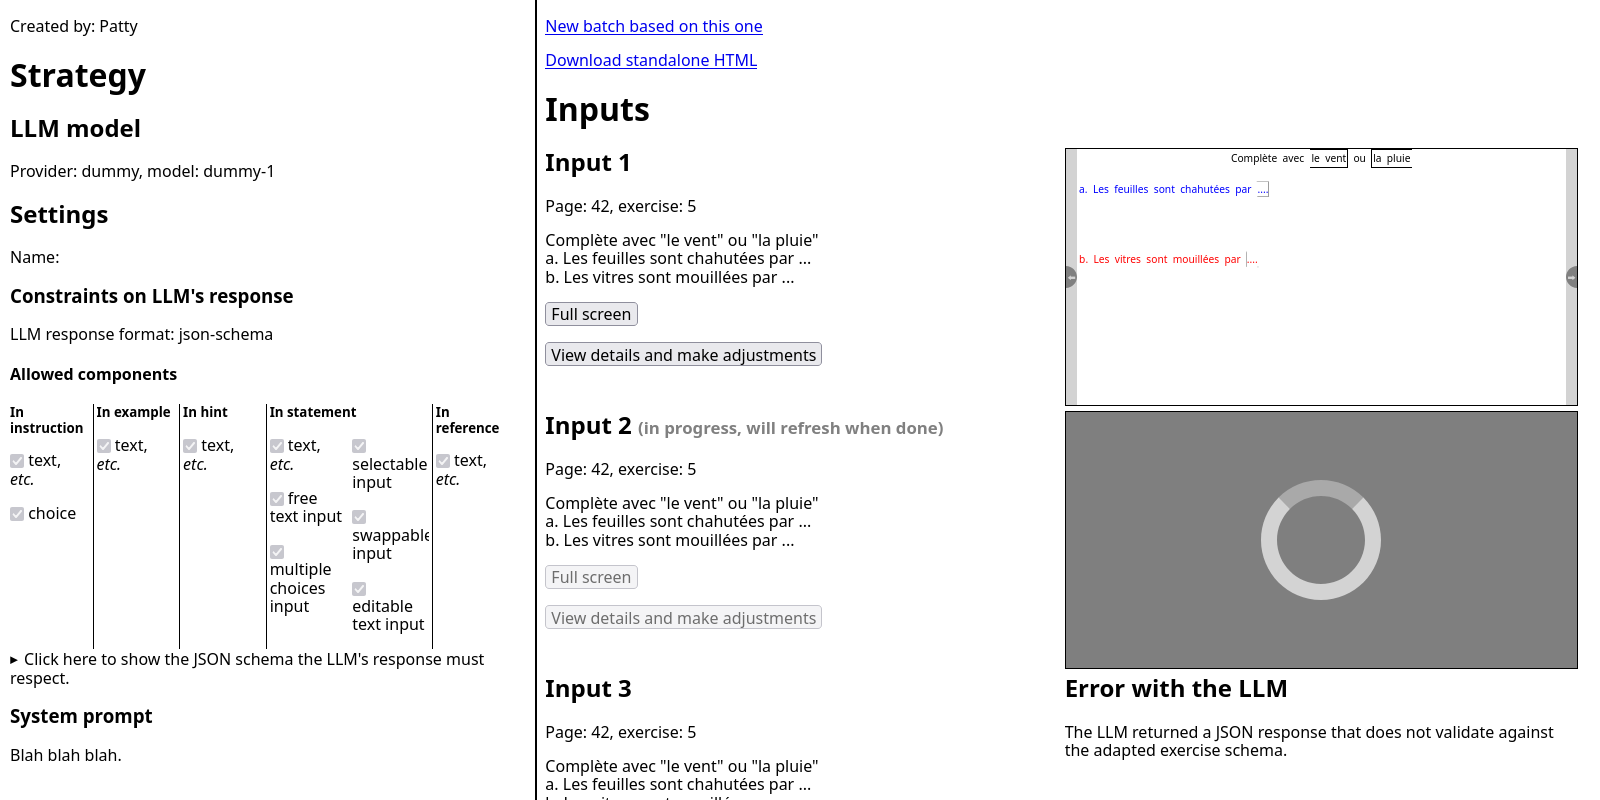 Created by: Patty
Strategy
LLM model
Provider: dummy, model: dummy-1
Settings
Name:
Constraints on LLM's response
LLM response format: json-schema
Allowed components
In
instruction
text,
etc.
choice
In example
text,
etc.
In hint
text,
etc.
In statement
text,
etc.
free
text input
multiple
choices
input
selectable
input
swappable
input
editable
text input
In
reference
text,
etc.
▸ Click here to show the JSON schema the LLM's response must
respect.
System prompt
Blah blah blah.
New batch based on this one
Download standalone HTML
Inputs
Input 1
Page: 42, exercise: 5
Complète avec "le vent" ou "la pluie"
a. Les feuilles sont chahutées par ...
b. Les vitres sont mouillées par ...
Full screen
View details and make adjustments
Complète avec le vent ou la pluie
a. Les feuilles sont chahutées par ....
b. Les vitres sont mouillées par ....
Input 2 (in progress, will refresh when done)
Page: 42, exercise: 5
Complète avec "le vent" ou "la pluie"
a. Les feuilles sont chahutées par ...
b. Les vitres sont mouillées par ...
Full screen
View details and make adjustments
Input 3
Page: 42, exercise: 5
Complète avec "le vent" ou "la pluie"
a. Les feuilles sont chahutées par ...
Error with the LLM
The LLM returned a JSON response that does not validate against
the adapted exercise schema.